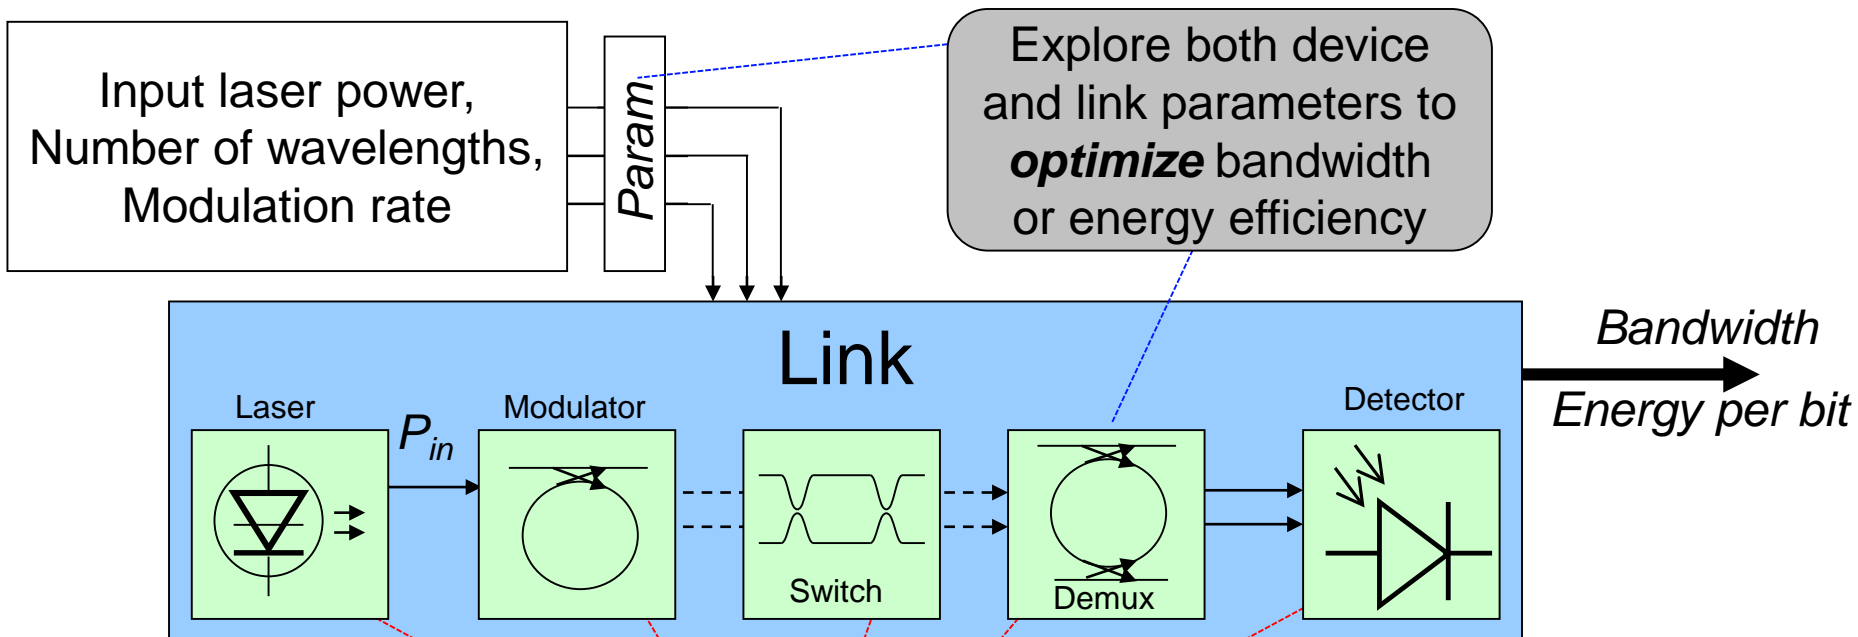 Input laser power,
Number of wavelengths,
Modulation rate
Param
Explore both device
and link parameters to
optimize bandwidth
or energy efficiency
Link
Bandwidth
Energy per bit
Laser
Pin
Modulator
Switch
Demux
Detector